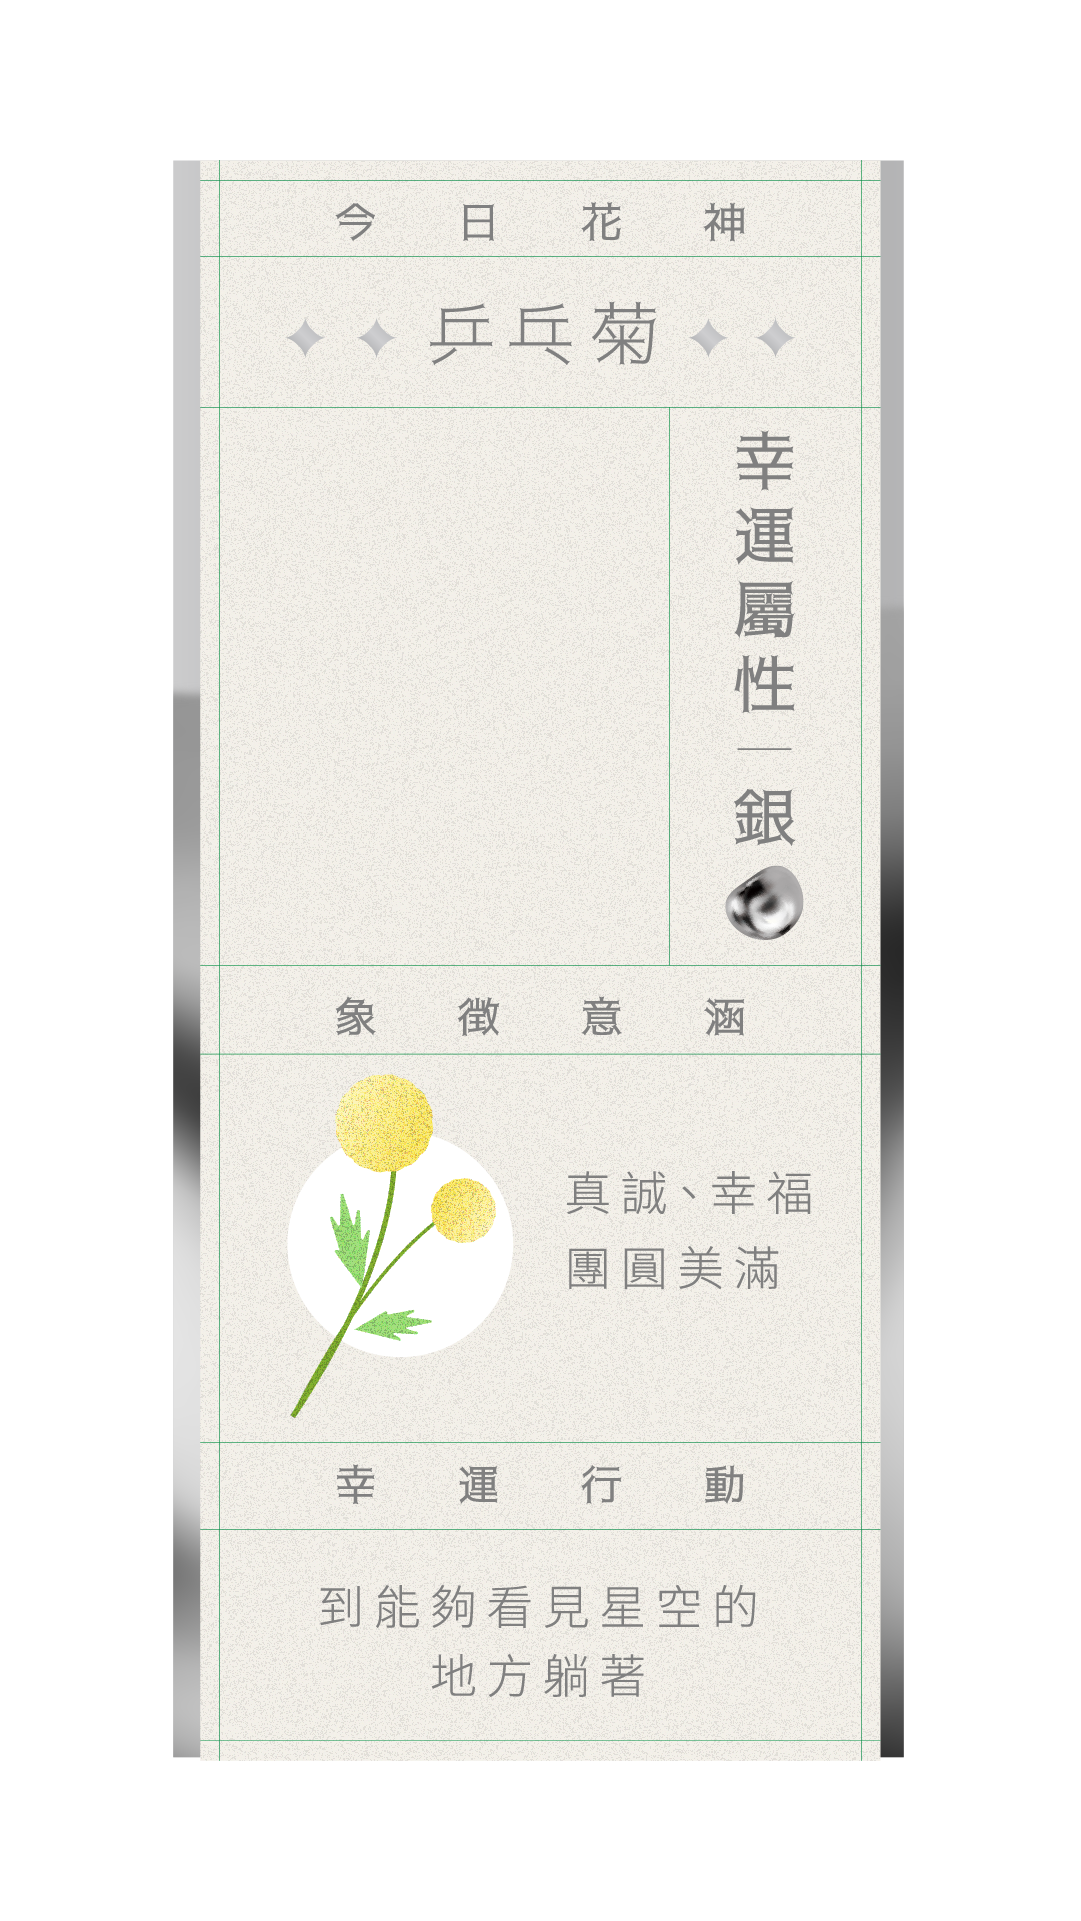 今日花神
乒乓菊
幸運屬性｜銀
象徵意涵
真誠、幸福
團圓美滿
幸運行動
到能夠看見星空的
地方躺著